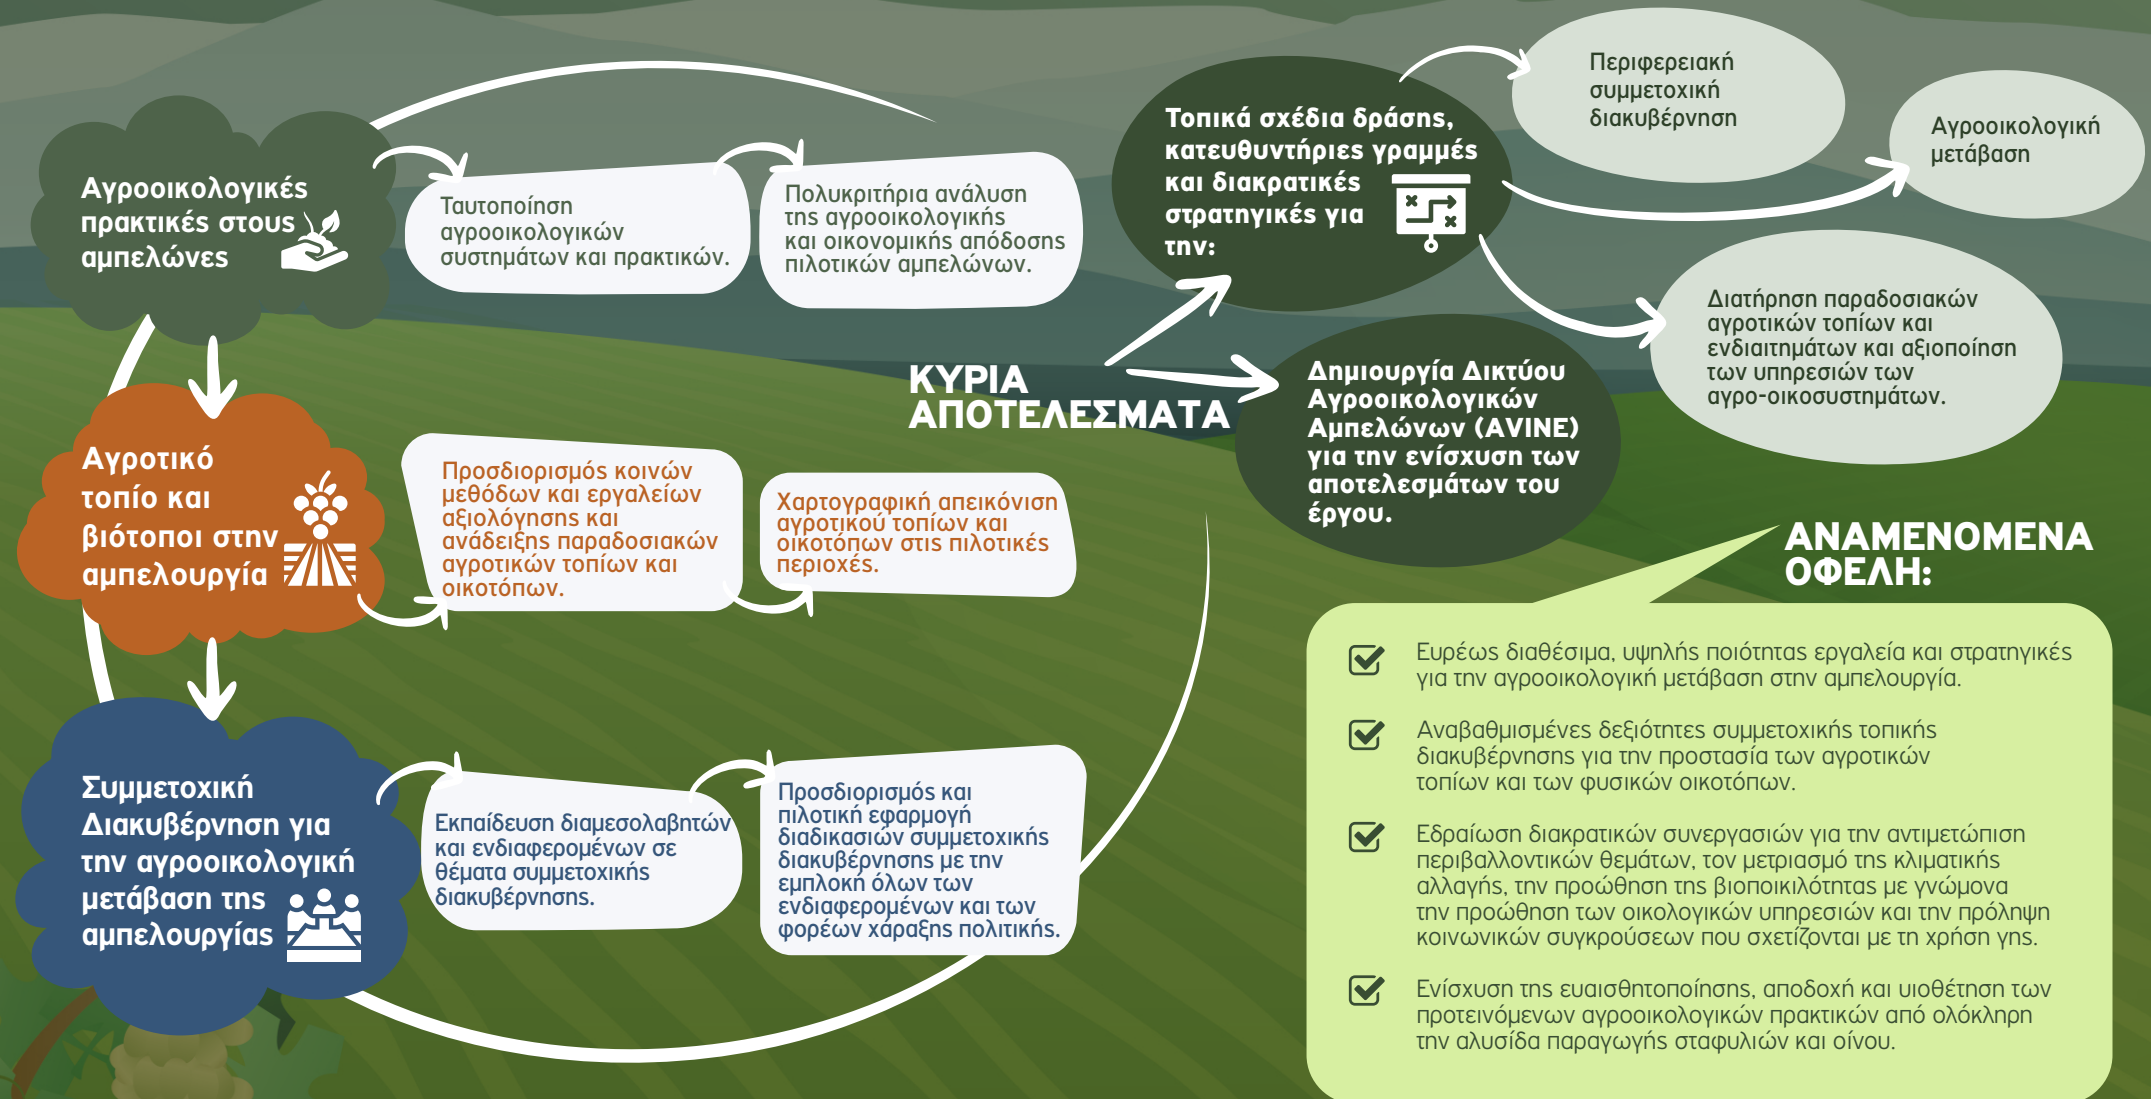 Αγροοικολογικές
πρακτικές στους
αμπελώνες
Ταυτοποίηση
αγροοικολογικών
συστημάτων και πρακτικών.
Πολυκριτήρια ανάλυση
της αγροοικολογικής
και οικονομικής απόδοσης
πιλοτικών αμπελώνων.
Αγροτικό
τοπίο και
βιότοποι στην
αμπελουργία
Προσδιορισμός κοινών
μεθόδων και εργαλείων
αξιολόγησης και
ανάδειξης παραδοσιακών
αγροτικών τοπίων και
οικοτόπων.
Χαρτογραφική απεικόνιση
αγροτικού τοπίων και
οικοτόπων στις πιλοτικές
περιοχές.
Συμμετοχική
Διακυβέρνηση για
την αγροοικολογική
μετάβαση της
αμπελουργίας
Εκπαίδευση διαμεσολαβητών
και ενδιαφερομένων σε
θέματα συμμετοχικής
διακυβέρνησης.
Προσδιορισμός και
πιλοτική εφαρμογή
διαδικασιών συμμετοχικής
διακυβέρνησης με την
εμπλοκή όλων των
ενδιαφερομένων και των
φορέων χάραξης πολιτικής.
ΚΥΡΙΑ
ΑΠΟΤΕΛΕΣΜΑΤΑ
Τοπικά σχέδια δράσης,
κατευθυντήριες γραμμές
και διακρατικές
στρατηγικές για
την:
Περιφερειακή
συμμετοχική
διακυβέρνηση
Αγροοικολογική
μετάβαση
Διατήρηση παραδοσιακών
αγροτικών τοπίων και
ενδιαιτημάτων και αξιοποίηση
των υπηρεσιών των
αγρο-οικοσυστημάτων.
Δημιουργία Δικτύου
Αγροοικολογικών
Αμπελώνων (AVINE)
για την ενίσχυση των
αποτελεσμάτων του
έργου.
ΑΝΑΜΕΝΟΜΕΝΑ
ΟΦΕΛΗ:
Ευρέως διαθέσιμα, υψηλής ποιότητας εργαλεία και στρατηγικές
για την αγροοικολογική μετάβαση στην αμπελουργία.
Αναβαθμισμένες δεξιότητες συμμετοχικής τοπικής
διακυβέρνησης για την προστασία των αγροτικών
τοπίων και των φυσικών οικοτόπων.
Εδραίωση διακρατικών συνεργασιών για την αντιμετώπιση
περιβαλλοντικών θεμάτων, τον μετριασμό της κλιματικής
αλλαγής, την προώθηση της βιοποικιλότητας με γνώμονα
την προώθηση των οικολογικών υπηρεσιών και την πρόληψη
κοινωνικών συγκρούσεων που σχετίζονται με τη χρήση γης.
Ενίσχυση της ευαισθητοποίησης, αποδοχή και υιοθέτηση των
προτεινόμενων αγροοικολογικών πρακτικών από ολόκληρη
την αλυσίδα παραγωγής σταφυλιών και οίνου.